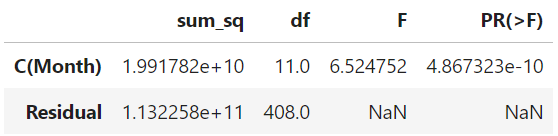 sum_sq df F PR(>F)
C(Month) 1.991782e+10 11.0 6.524752 4.867323e-10
Residual 1.132258e+11 408.0 NaN NaN